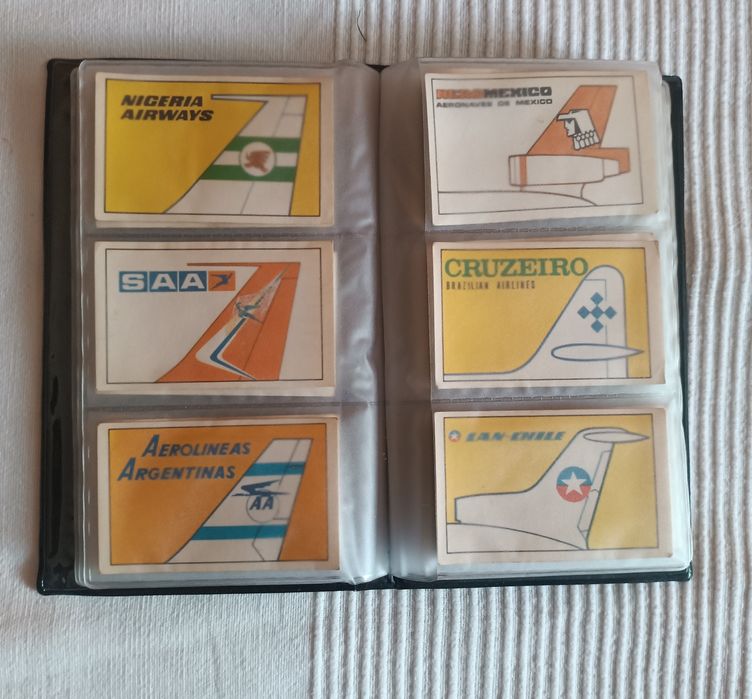 NIGERIA
AIRWAYS
SAA
AEROLINEAS
ARGENTINAS
AA
AEROMEXICO
AERONAVES DE MEXICO
CRUZEIRO
BRAZILIAN AIRLINES
LAN-CHILE